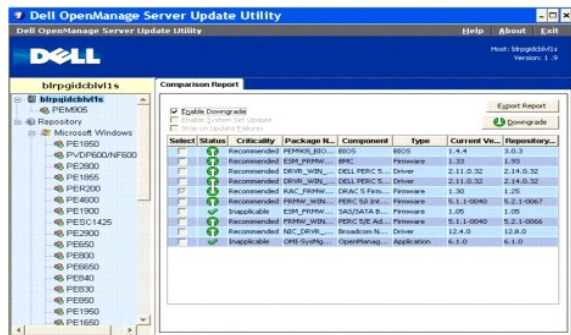 Dell OpenManage Server Update Utility
Dell OpenManage Server Update Utility Help About Exit
DELL
Host: blrpgidcblvl1s
Version: 1.9
blrpgidcblvl1s
Comparison Report
blrpgidcblvl1s
PEM905
Repository
Microsoft Windows
PE1850
PVDP600/NF600
PE2800
PE1855
PER200
PE4600
PE1900
PESC1425
PE2900
PE650
PE800
PE6650
PE840
PE830
PE850
PE1950
PE1650
Enable Downgrade
Enable System Set Update
Stop on Update Failures
Export Report
Downgrade
Select Status Criticality Package N... Component Type Current Ve... Repository...
Recommended PEM905_BIO... BIOS BIOS 1.4.4 3.0.3
Recommended ESM_FRMW... BMC Firmware 1.33 1.93
Recommended DRVR_WIN_... DELL PERC 5... Driver 2.11.0.32 2.14.0.32
Recommended DRVR_WIN_... DELL PERC 5... Driver 2.11.0.32 2.14.0.32
Recommended RAC_FRMW... DRAC 5 Firm... Firmware 1.30 1.25
Recommended FRMW_WIN... PERC 5/i Int... Firmware 5.1.1-0040 5.2.1-0067
Inapplicable ESM_FRMW... SAS/SATA B... Firmware 1.05 1.05
Recommended FRMW_WIN... PERC 5/E Ad... Firmware 5.1.1-0040 5.2.1-0066
Recommended NIC_DRVR_... Broadcom N... Driver 12.4.0 12.8.0
Inapplicable OMI-SysMg... OpenManag... Application 6.1.0 6.1.0